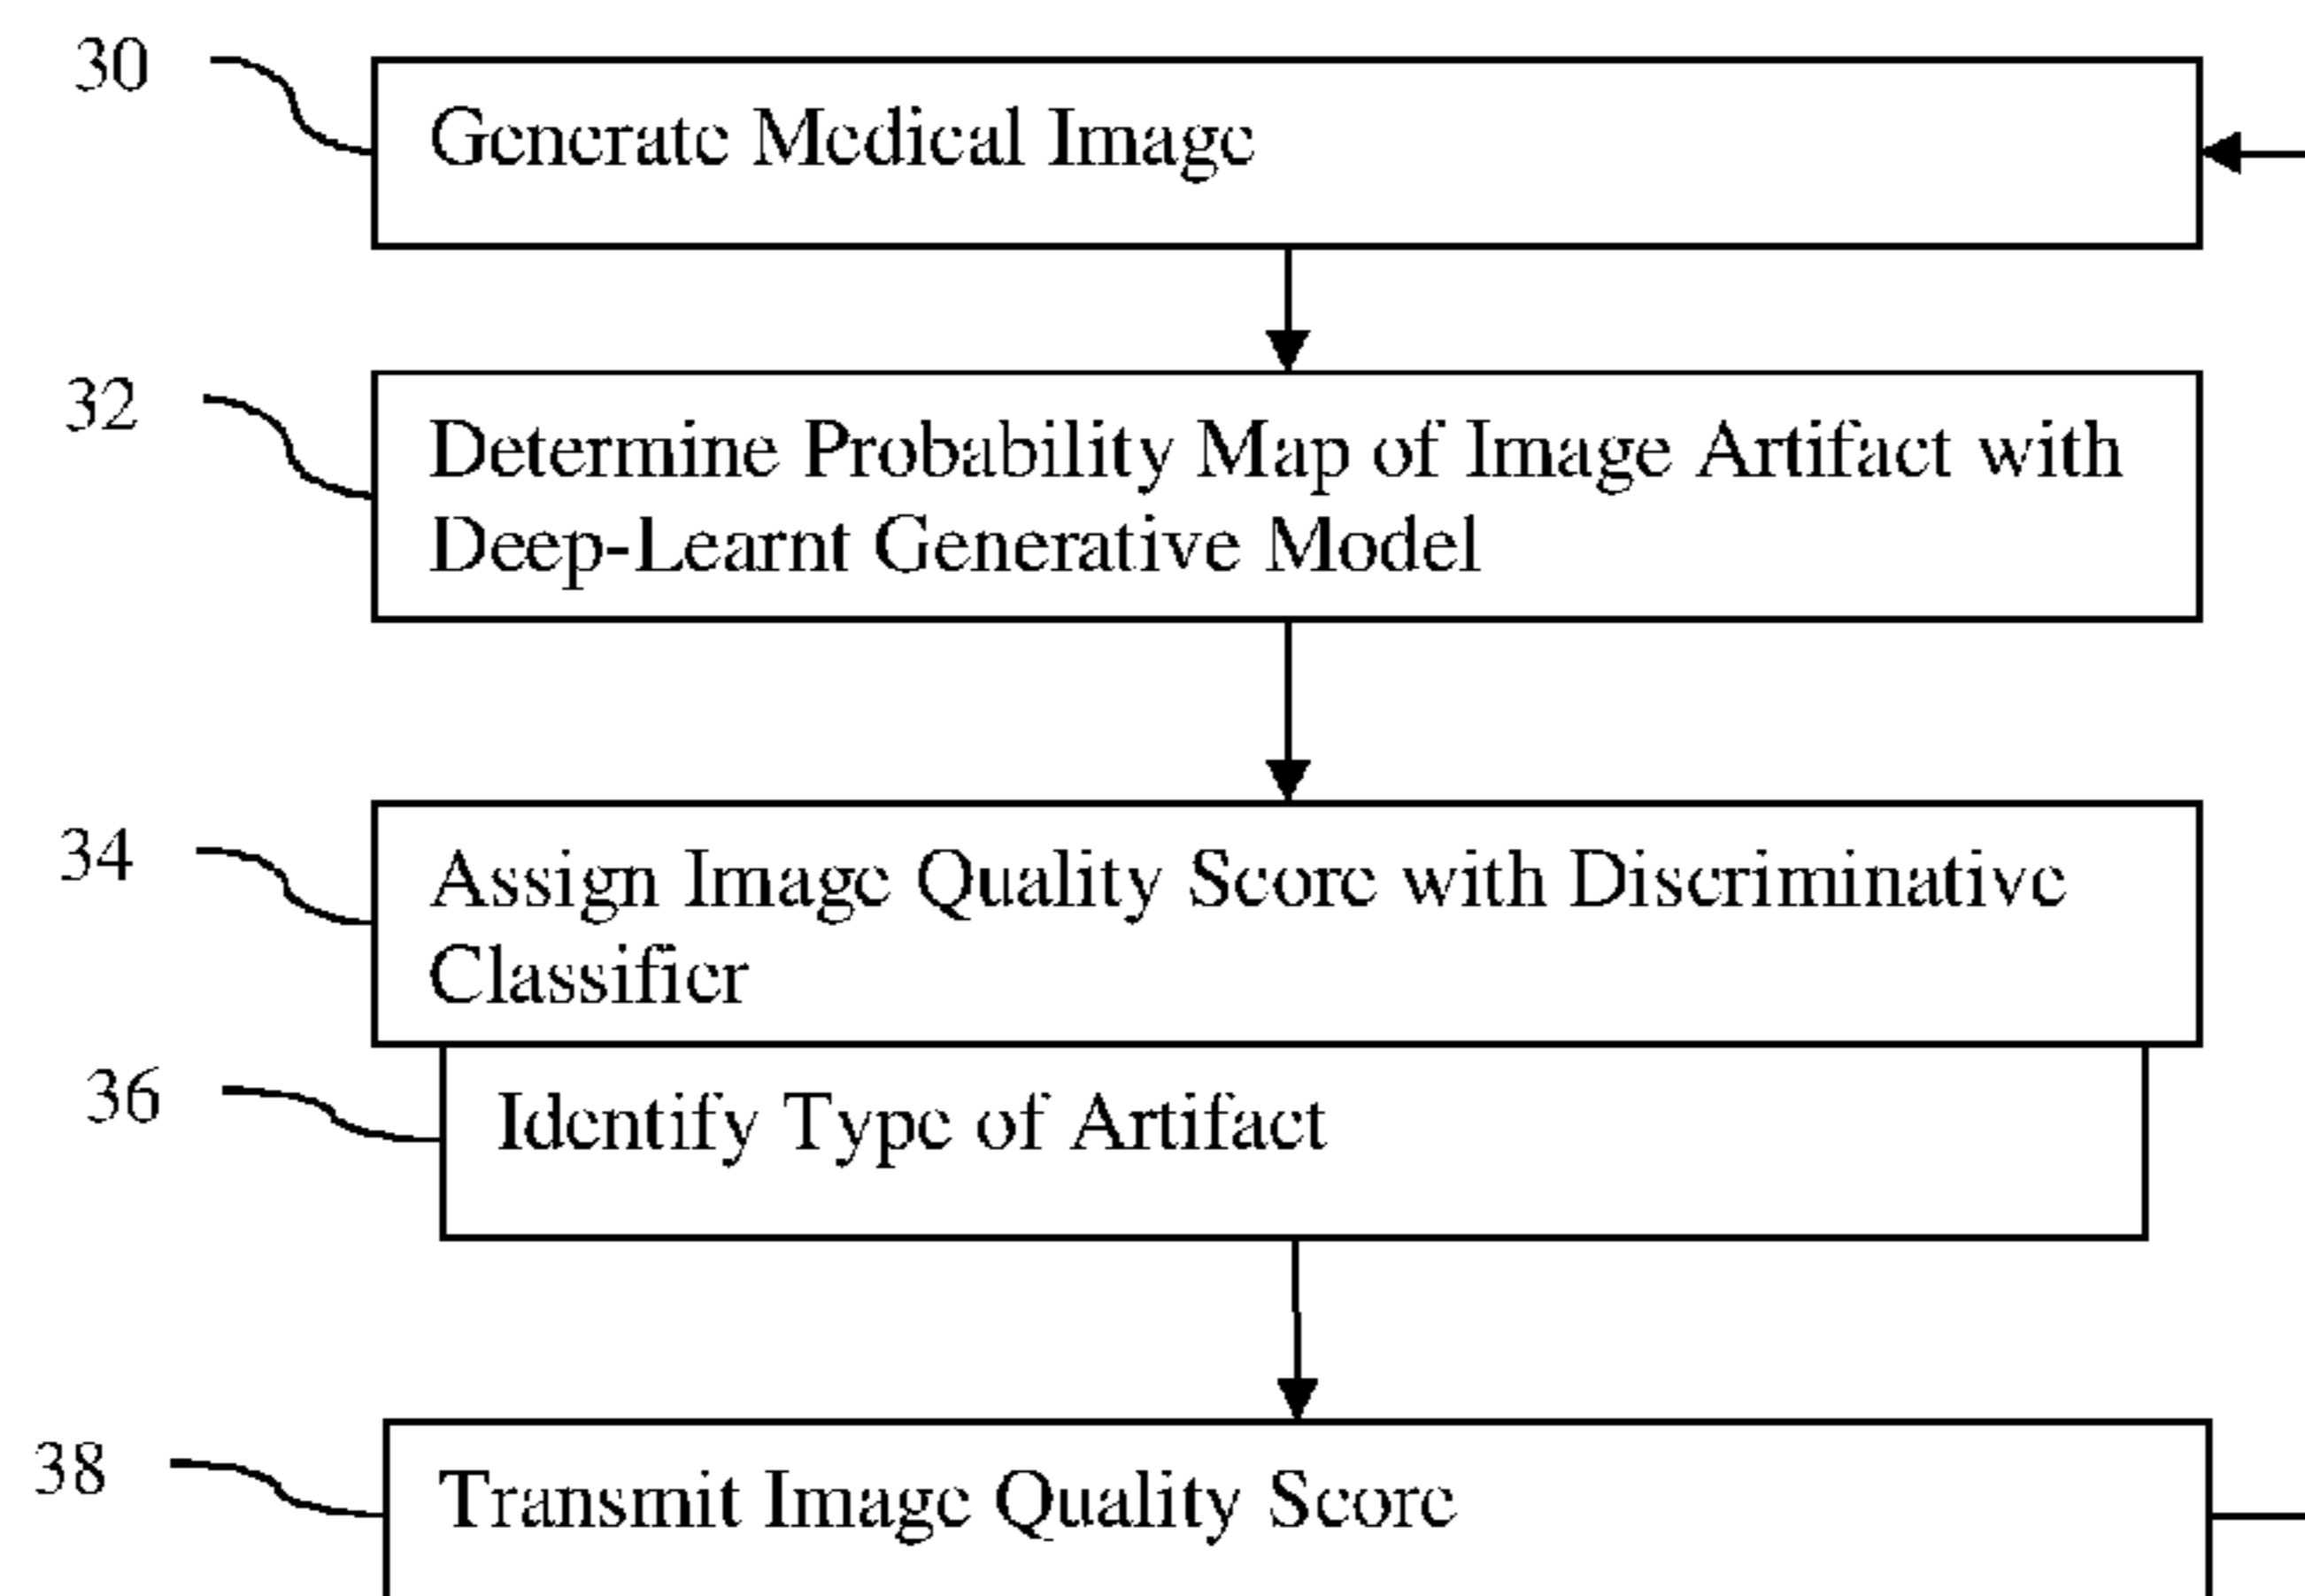 30
Generate Medical Image
32
Determine Probability Map of Image Artifact with
Deep-Learnt Generative Model
34
Assign Image Quality Score with Discriminative
Classifier
36
Identify Type of Artifact
38
Transmit Image Quality Score